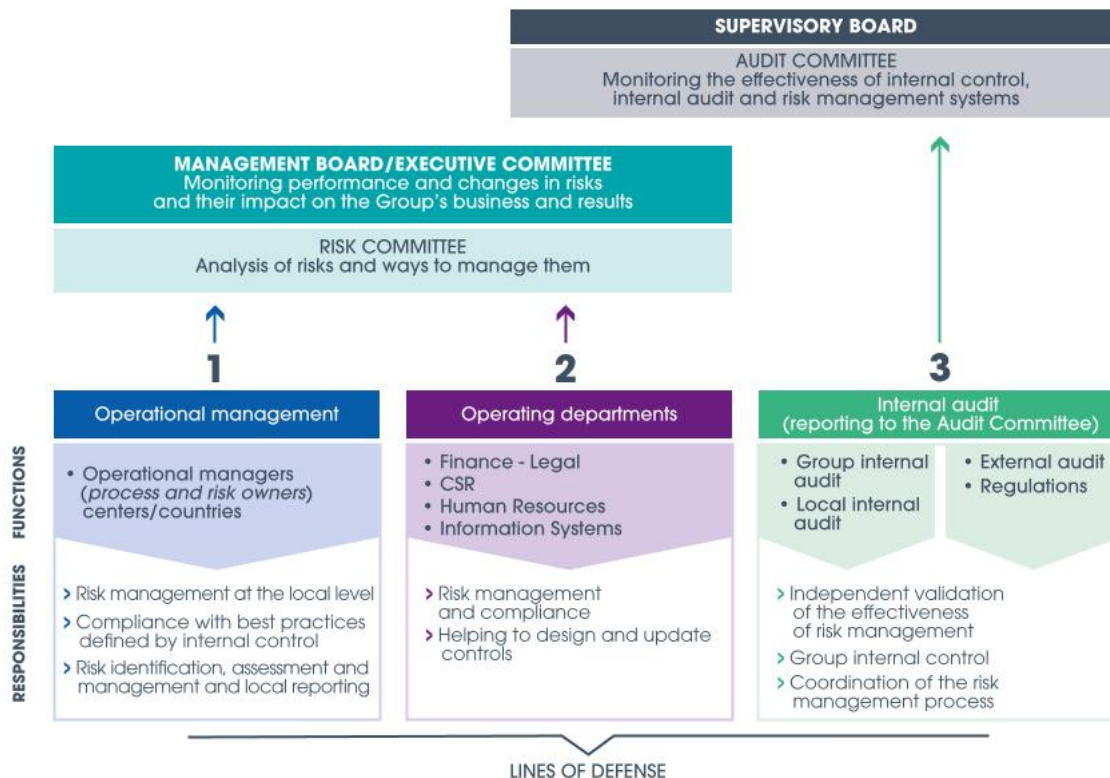 SUPERVISORY BOARD
AUDIT COMMITTEE
Monitoring the effectiveness of internal control,
internal audit and risk management systems
MANAGEMENT BOARD/EXECUTIVE COMMITTEE
Monitoring performance and changes in risks
and their impact on the Group's business and results
RISK COMMITTEE
Analysis of risks and ways to manage them
1
2
3
Operational management
Operating departments
Internal audit
(reporting to the Audit Committee)
FUNCTIONS
• Operational managers
(process and risk owners)
centers/countries
• Finance - Legal
• CSR
• Human Resources
• Information Systems
• Group internal
audit
• Local internal
audit
• External audit
• Regulations
RESPONSIBILITIES
> Risk management at the local level
> Compliance with best practices
defined by internal control
> Risk identification, assessment and
management and local reporting
> Risk management
and compliance
> Helping to design and update
controls
> Independent validation
of the effectiveness
of risk management
> Group internal control
> Coordination of the risk
management process
LINES OF DEFENSE